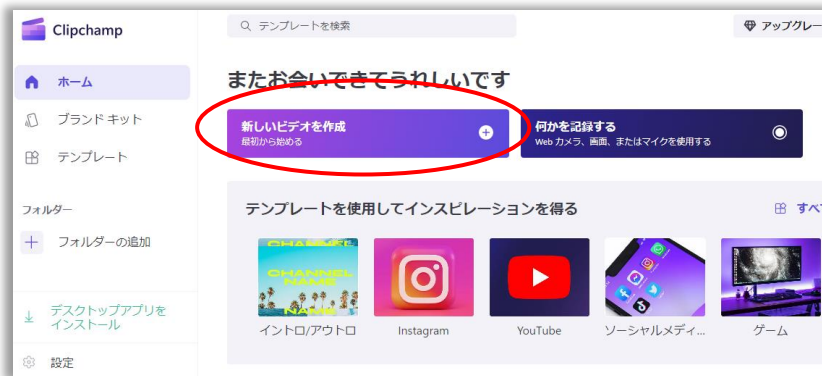 Clipchamp
テンプレートを検索
アップグレー
ホーム
ブランド キット
テンプレート
フォルダー
フォルダーの追加
デスクトップアプリを
インストール
設定
またお会いできてうれしいです
新しいビデオを作成
最初から始める
何かを記録する
Web カメラ、画面、またはマイクを使用する
テンプレートを使用してインスピレーションを得る
すべ
CHANNEL
CHANNEL
NAME
イントロ/アウトロ
Instagram
YouTube
ソーシャルメディ...
ゲーム